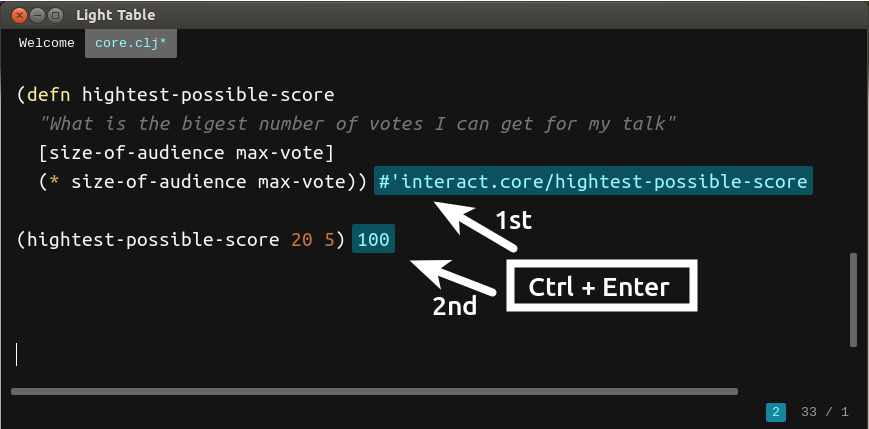 Light Table
Welcome core.clj*
(defn hightest-possible-score
"What is the bigest number of votes I can get for my talk"
[size-of-audience max-vote]
(* size-of-audience max-vote)) #'interact.core/hightest-possible-score
1st
(hightest-possible-score 20 5) 100
Ctrl + Enter
2nd
2 33 / 1